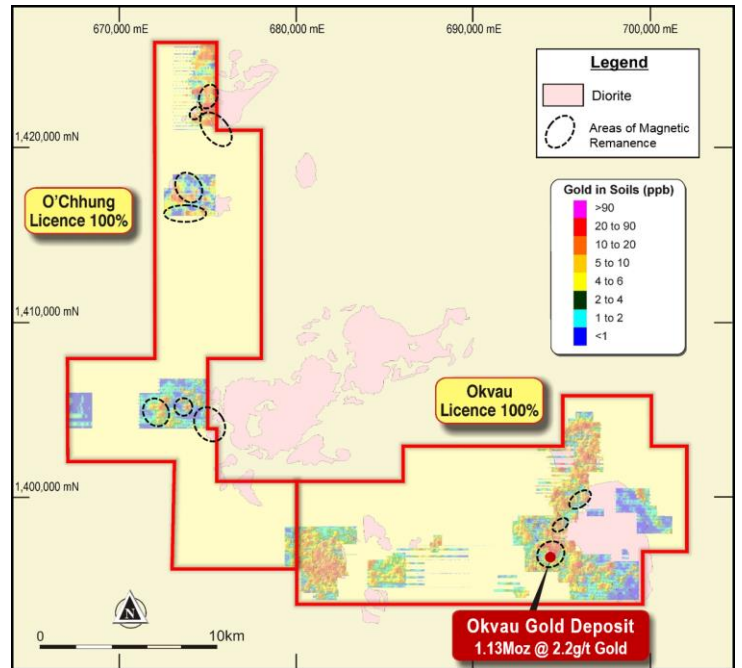 670,000 mE
680,000 mE
690,000 mE
700,000 mE
1,420,000 mN
1,410,000 mN
1,400,000 mN
Legend
Diorite
Areas of Magnetic
Remanence
Gold in Soils (ppb)
>90
20 to 90
10 to 20
5 to 10
4 to 6
2 to 4
1 to 2
<1
O'Chhung
Licence 100%
Okvau
Licence 100%
Okvau Gold Deposit
1.13Moz @ 2.2g/t Gold
N
0
10km